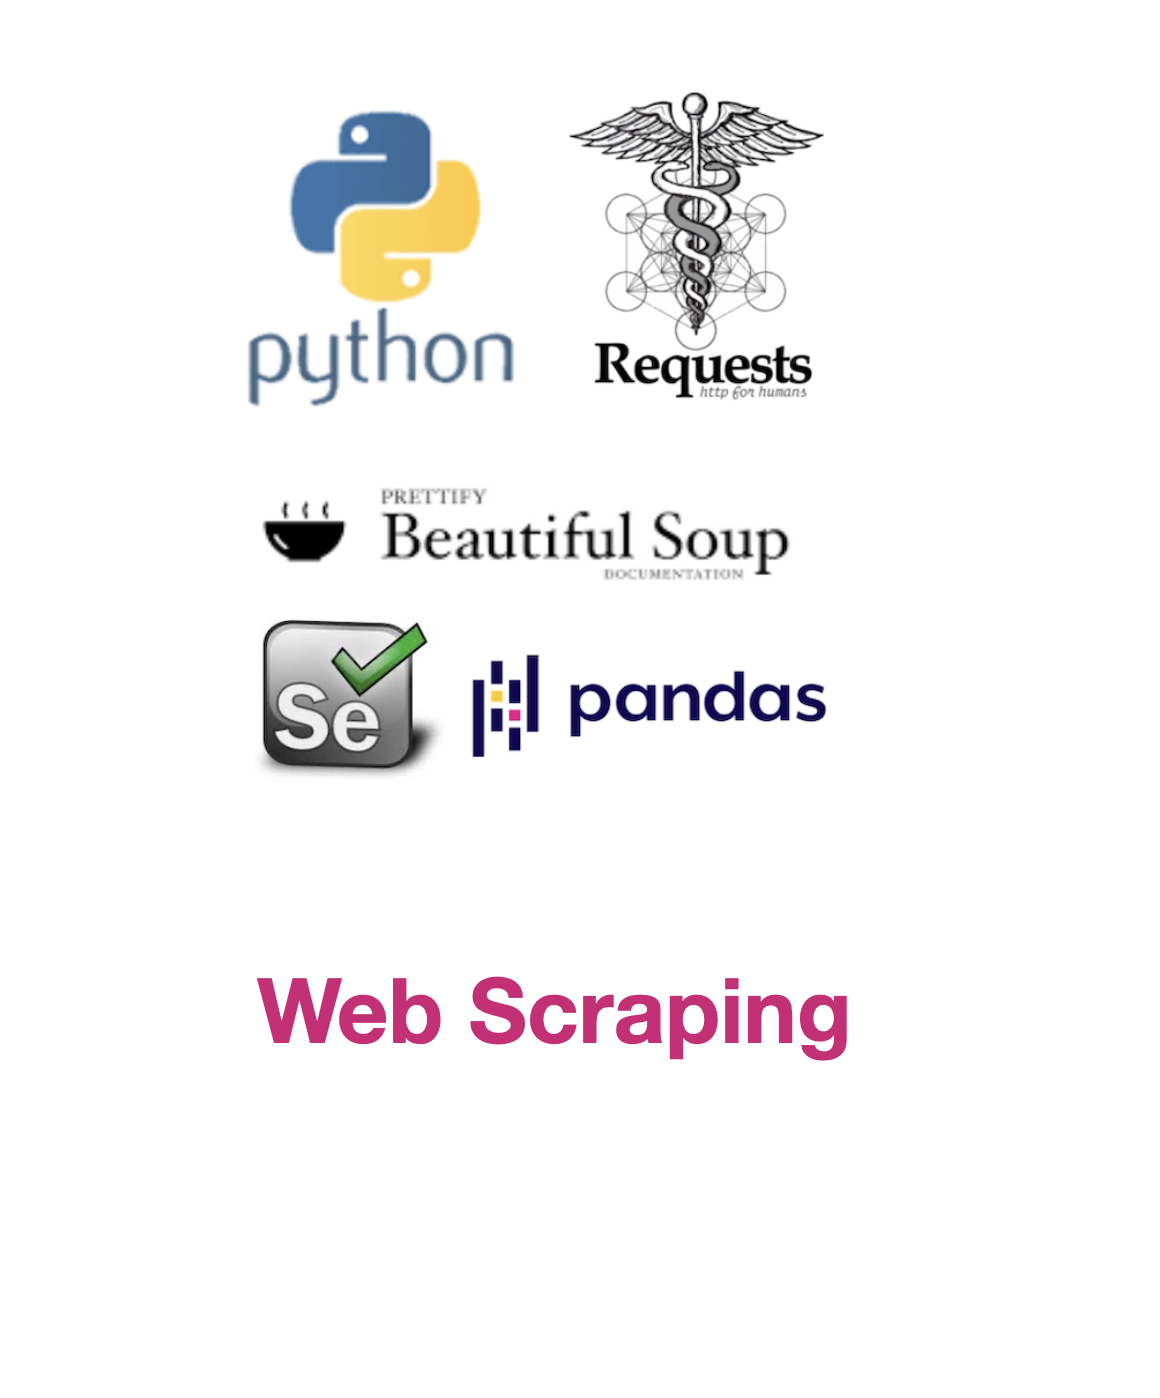 python
Requests
http for humans
PRETTIFY
Beautiful Soup
DOCUMENTATION
Se
pandas
Web Scraping